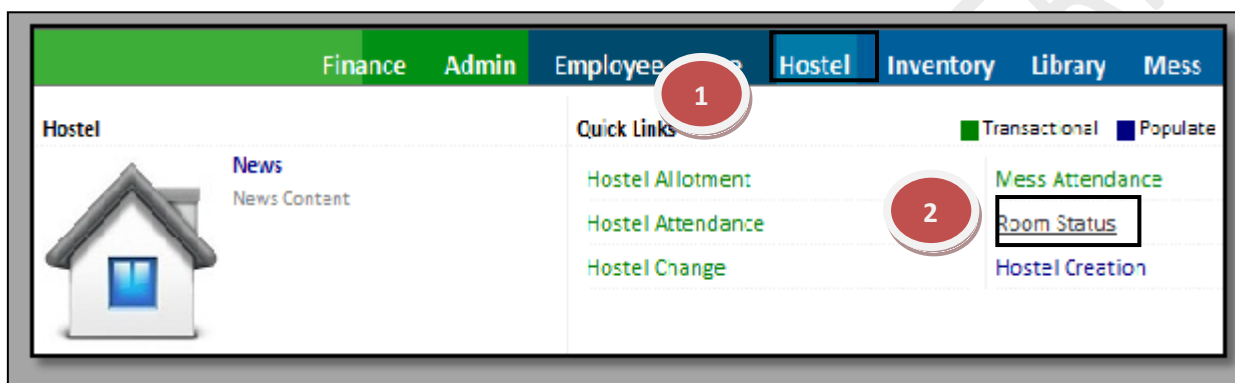 Finance Admin Employee Hostel Inventory Library Mess
1
Hostel Quick Links Transactional Populate
News
News Content
Hostel Allotment Mess Attendance
2
Hostel Attendance Room Status
Hostel Change Hostel Creation